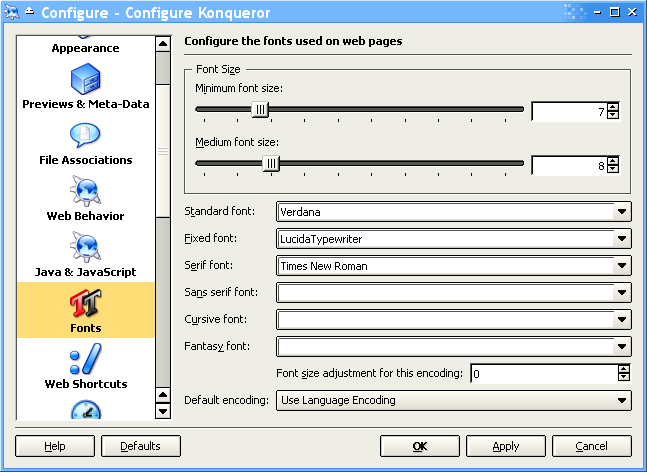 Configure - Configure Konqueror
Appearance
Previews & Meta-Data
File Associations
Web Behavior
Java & JavaScript
Fonts
Web Shortcuts
Configure the fonts used on web pages
Font Size
Minimum font size:
7
Medium font size:
8
Standard font: Verdana
Fixed font: LucidaTypewriter
Serif font: Times New Roman
Sans serif font:
Cursive font:
Fantasy font:
Font size adjustment for this encoding: 0
Default encoding: Use Language Encoding
Help Defaults OK Apply Cancel